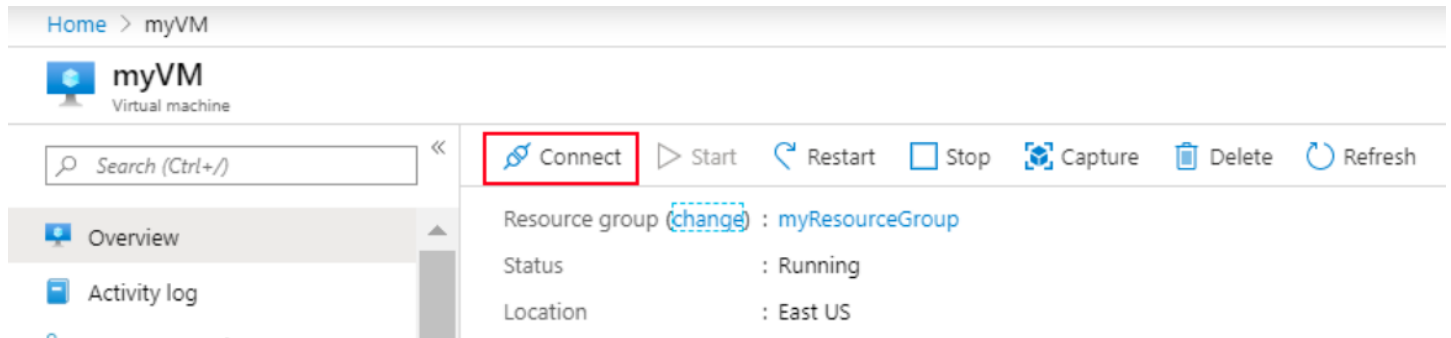 Home > myVM
myVM
Virtual machine
Search (Ctrl+/)
«
Connect Start Restart Stop Capture Delete Refresh
Overview
Activity log
Resource group (change) : myResourceGroup
Status : Running
Location : East US